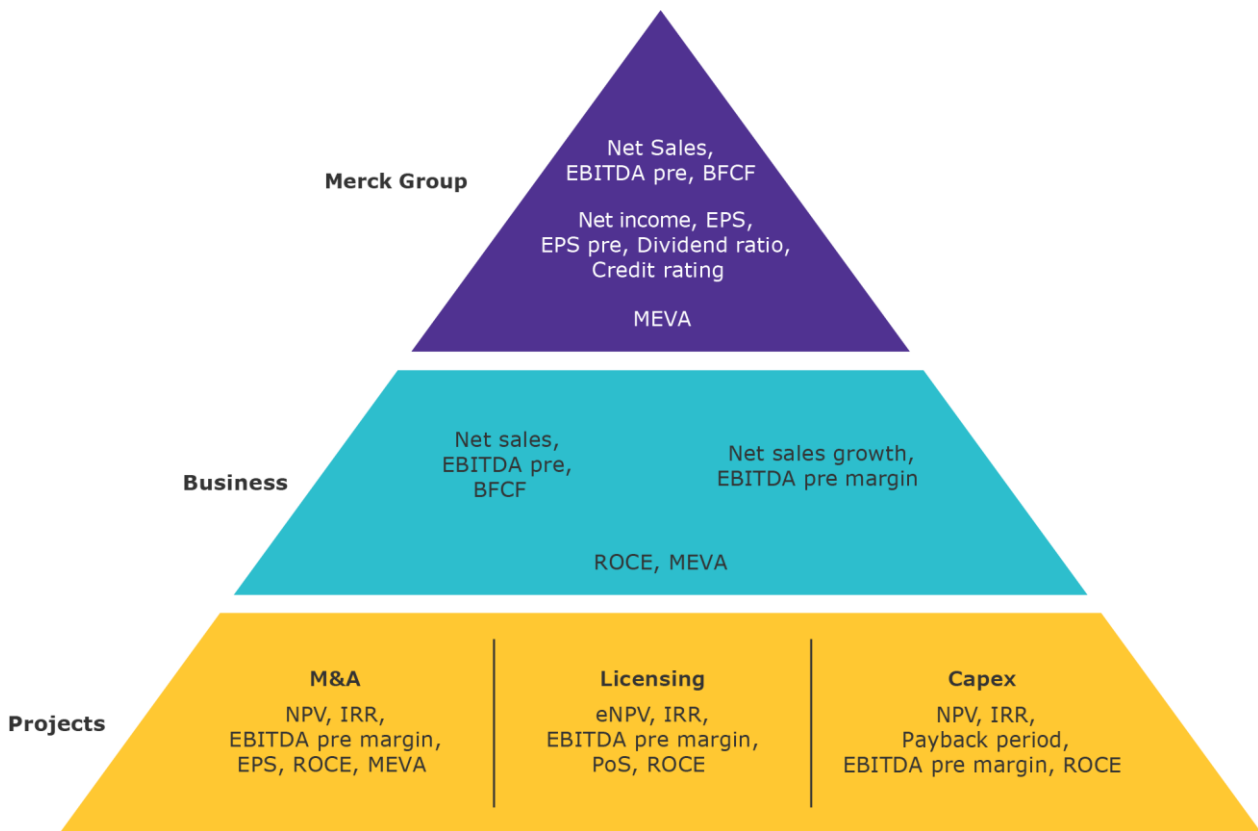 Merck Group
Net Sales,
EBITDA pre, BFCF
Net income, EPS,
EPS pre, Dividend ratio,
Credit rating
MEVA
Business
Net sales,
EBITDA pre,
BFCF
Net sales growth,
EBITDA pre margin
ROCE, MEVA
Projects
M&A
NPV, IRR,
EBITDA pre margin,
EPS, ROCE, MEVA
Licensing
eNPV, IRR,
EBITDA pre margin,
PoS, ROCE
Capex
NPV, IRR,
Payback period,
EBITDA pre margin, ROCE